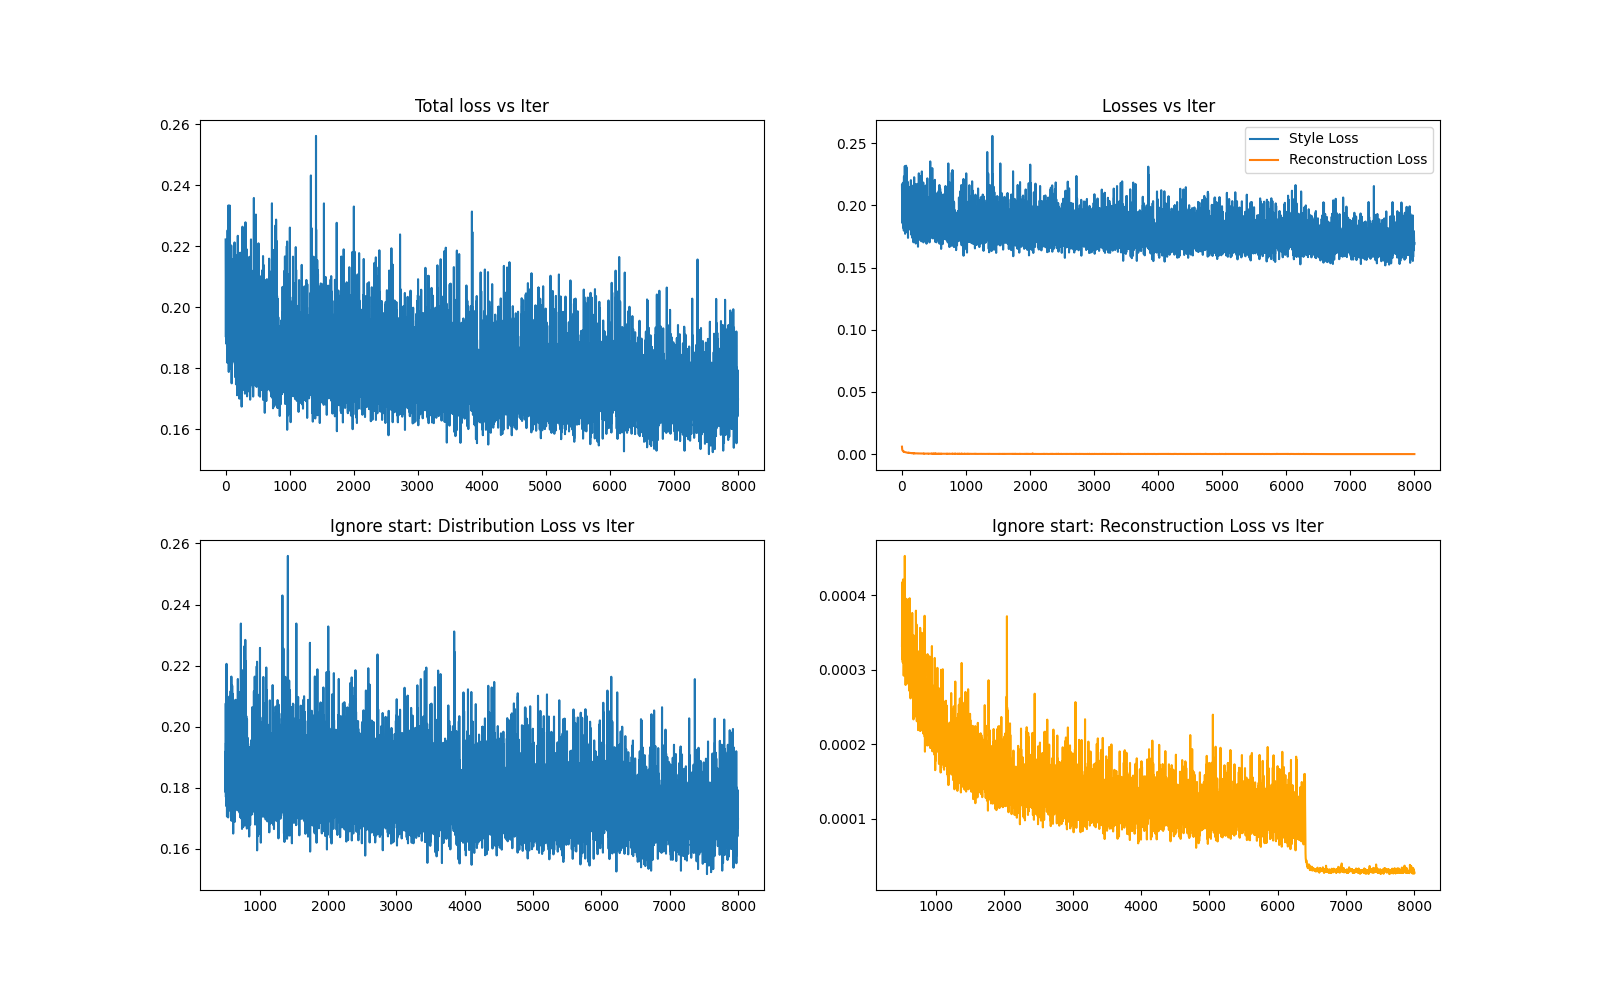 Total loss vs Iter
0.26
0.24
0.22
0.20
0.18
0.16
0 1000 2000 3000 4000 5000 6000 7000 8000
Losses vs Iter
Style Loss
Reconstruction Loss
0.25
0.20
0.15
0.10
0.05
0.00
0 1000 2000 3000 4000 5000 6000 7000 8000
Ignore start: Distribution Loss vs Iter
0.26
0.24
0.22
0.20
0.18
0.16
1000 2000 3000 4000 5000 6000 7000 8000
Ignore start: Reconstruction Loss vs Iter
0.0004
0.0003
0.0002
0.0001
1000 2000 3000 4000 5000 6000 7000 8000